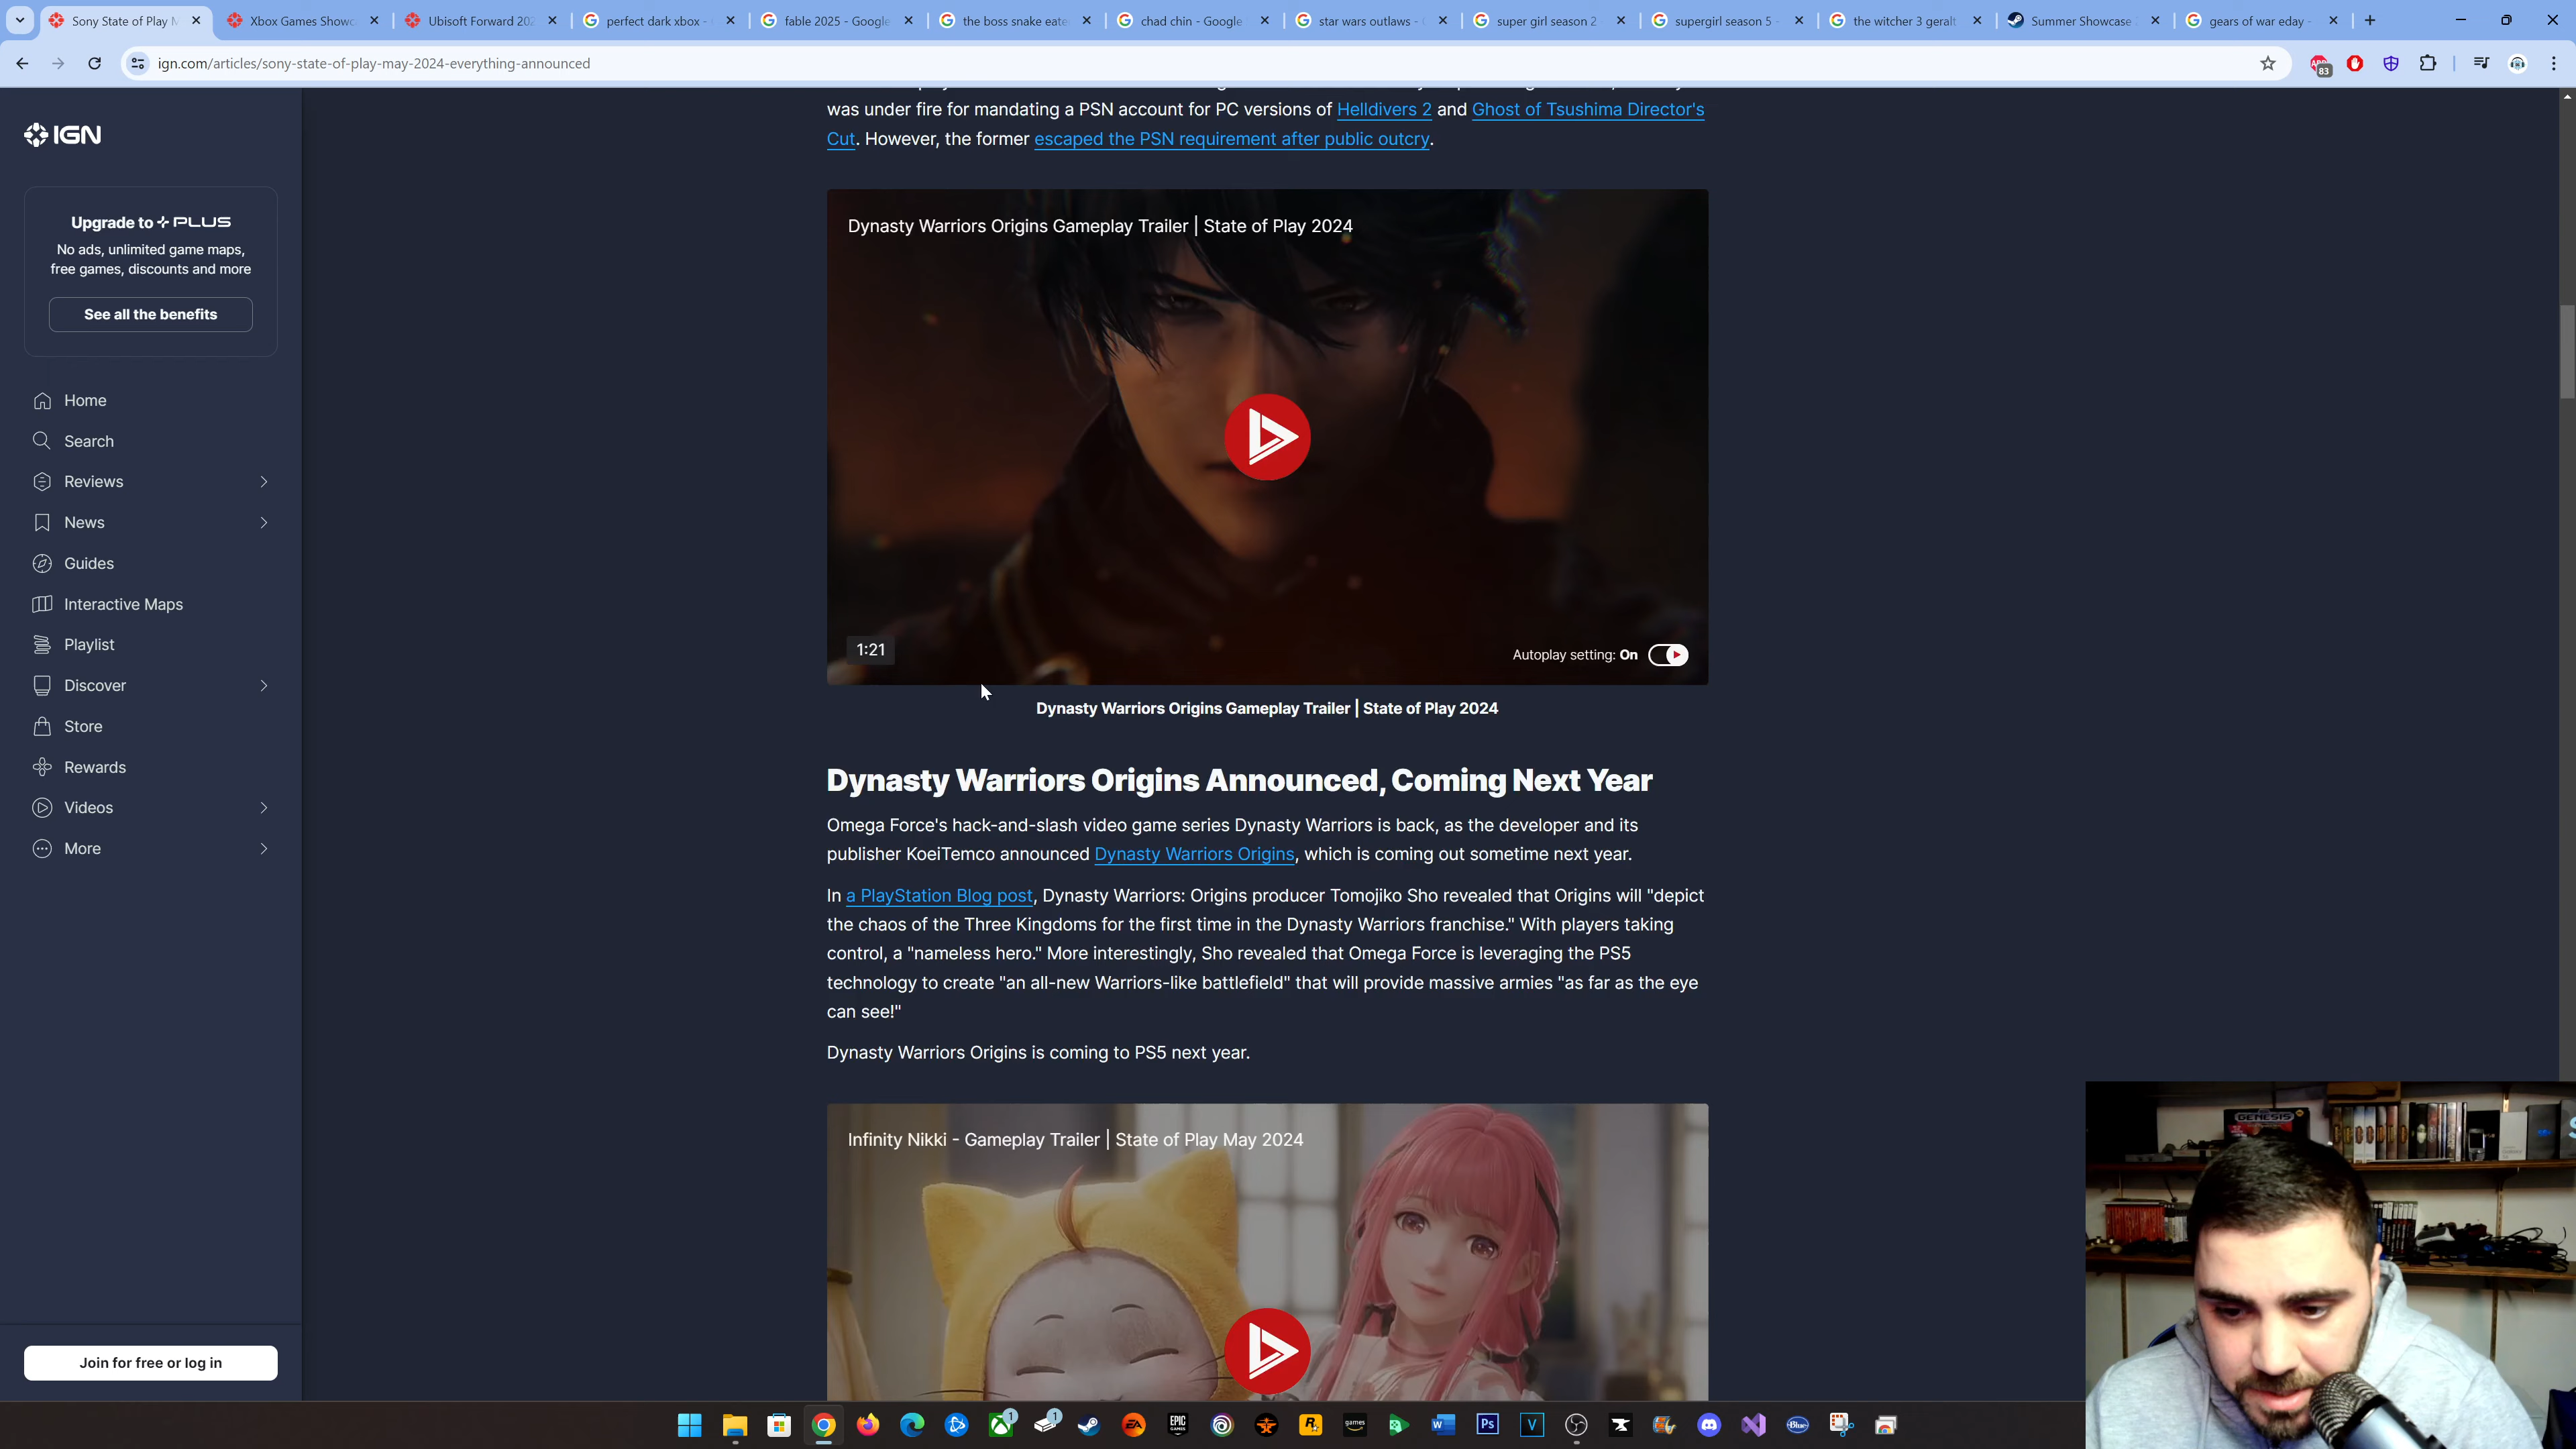 Sony State of Play M
Xbox Games Showc
Ubisoft Forward 202
perfect dark xbox -
fable 2025 - Google
the boss snake eate
chad chin - Google
star wars outlaws -
super girl season 2
supergirl season 5 -
the witcher 3 geralt
Summer Showcase
gears of war eday -
ign.com/articles/sony-state-of-play-may-2024-everything-announced
83
IGN
Upgrade to PLUS
No ads, unlimited game maps,
free games, discounts and more
See all the benefits
Home
Search
Reviews
News
Guides
Interactive Maps
Playlist
Discover
Store
Rewards
Videos
More
Join for free or log in
was under fire for mandating a PSN account for PC versions of Helldivers 2 and Ghost of Tsushima Director's
Cut. However, the former escaped the PSN requirement after public outcry.
Dynasty Warriors Origins Gameplay Trailer | State of Play 2024
1:21
Autoplay setting: On
Dynasty Warriors Origins Gameplay Trailer | State of Play 2024
Dynasty Warriors Origins Announced, Coming Next Year
Omega Force's hack-and-slash video game series Dynasty Warriors is back, as the developer and its
publisher KoeiTemco announced Dynasty Warriors Origins, which is coming out sometime next year.
In a PlayStation Blog post, Dynasty Warriors: Origins producer Tomojiko Sho revealed that Origins will "depict
the chaos of the Three Kingdoms for the first time in the Dynasty Warriors franchise." With players taking
control, a "nameless hero." More interestingly, Sho revealed that Omega Force is leveraging the PS5
technology to create "an all-new Warriors-like battlefield" that will provide massive armies "as far as the eye
can see!"
Dynasty Warriors Origins is coming to PS5 next year.
Infinity Nikki - Gameplay Trailer | State of Play May 2024
GENESIS
1
1
EA
EPIC
GAMES
R
games
W
Ps
V
Blue